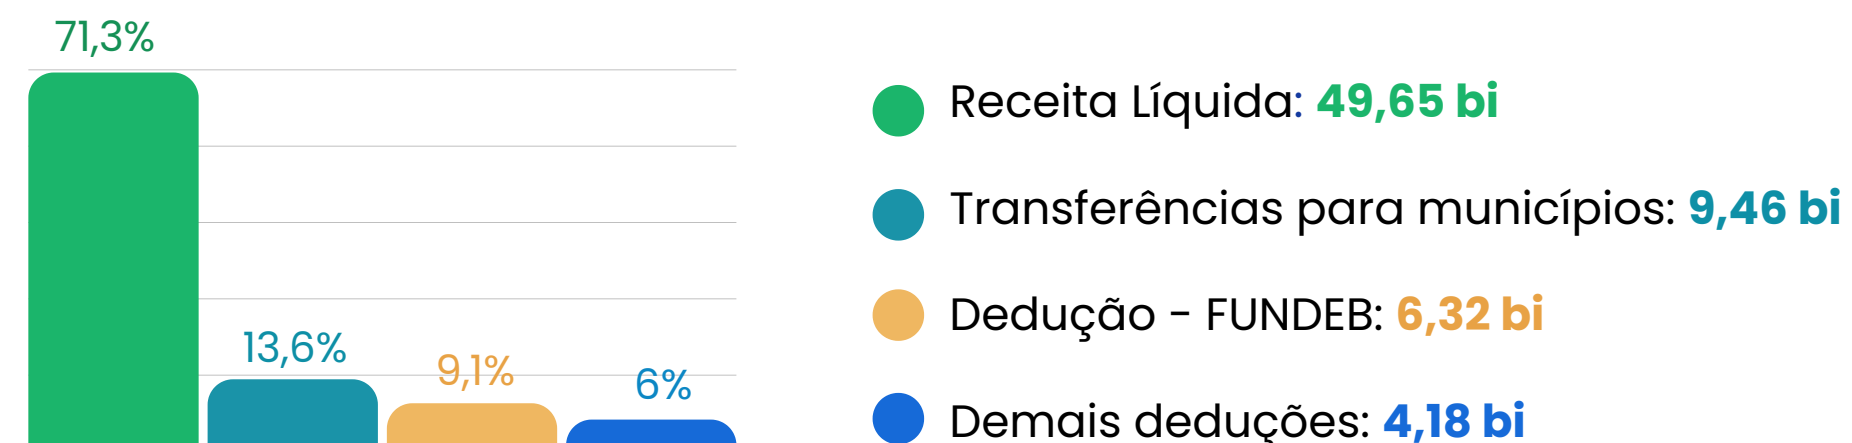 71,3%
13,6%
9,1%
6%
Receita Líquida: 49,65 bi
Transferências para municípios: 9,46 bi
Dedução - FUNDEB: 6,32 bi
Demais deduções: 4,18 bi